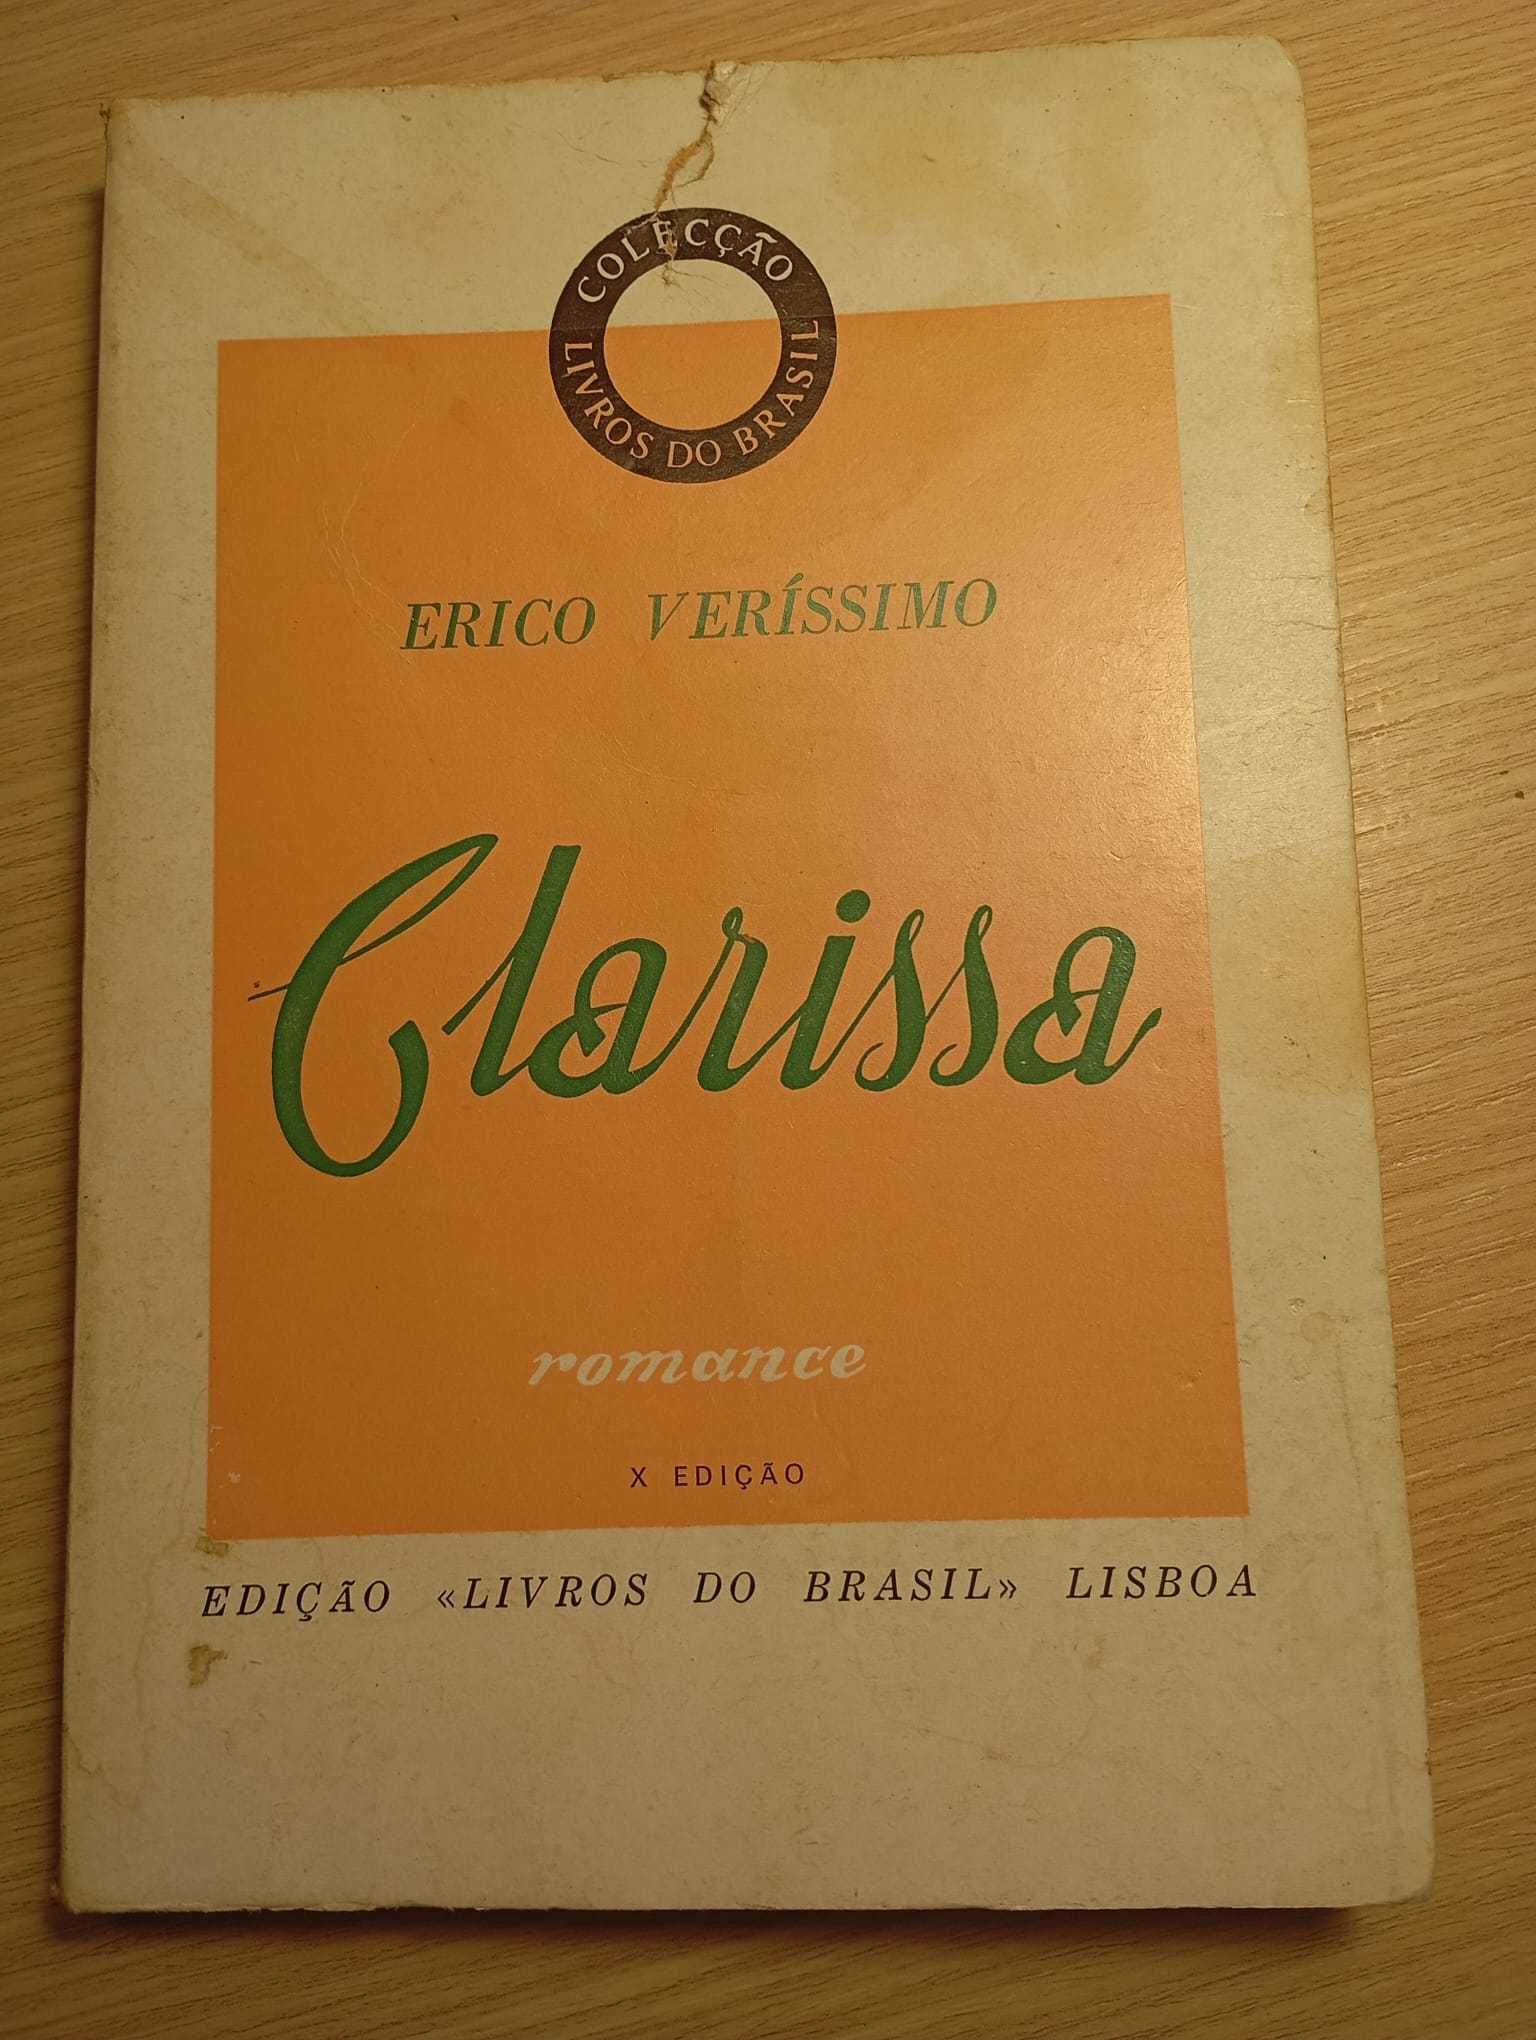 COLECÇÃO
LIVROS DO BRASIL
ERICO VERÍSSIMO
Clarissa
romance
X EDIÇÃO
EDIÇÃO «LIVROS DO BRASIL» LISBOA